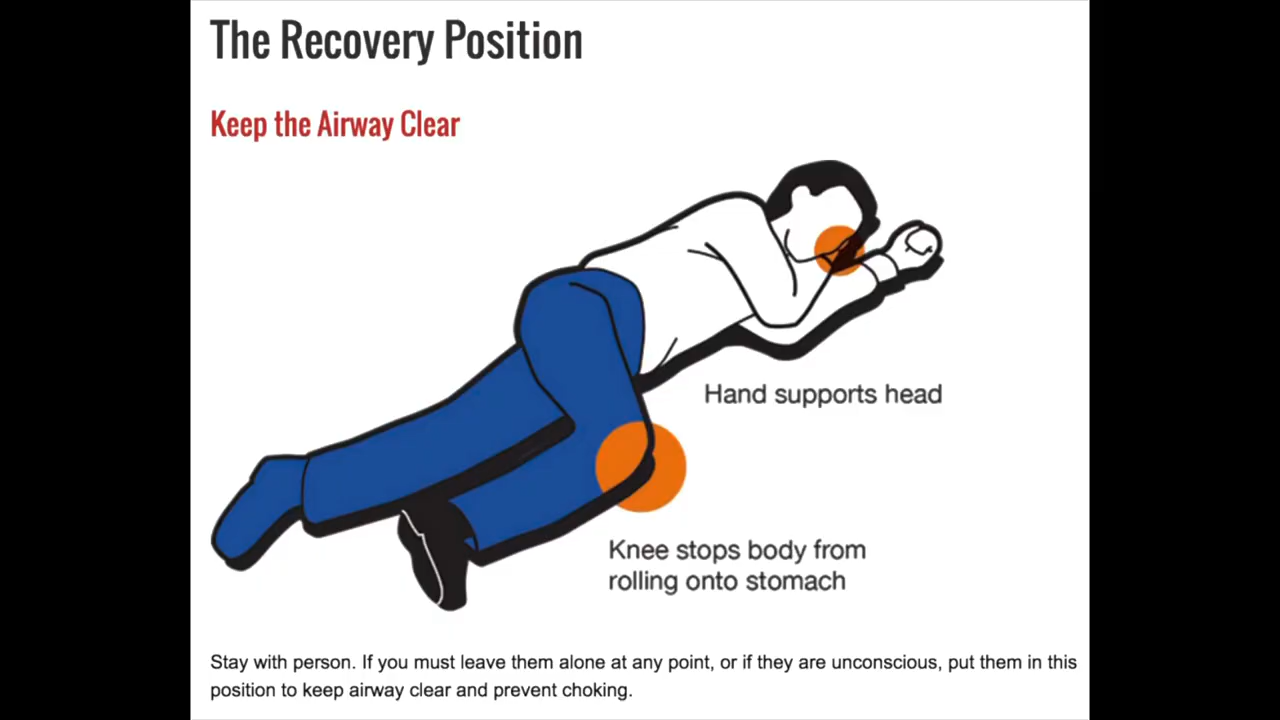 The Recovery Position
Keep the Airway Clear
Hand supports head
Knee stops body from
rolling onto stomach
Stay with person. If you must leave them alone at any point, or if they are unconscious, put them in this
position to keep airway clear and prevent choking.